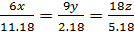 6x/11.18 = 9y/2.18 = 18z/5.18